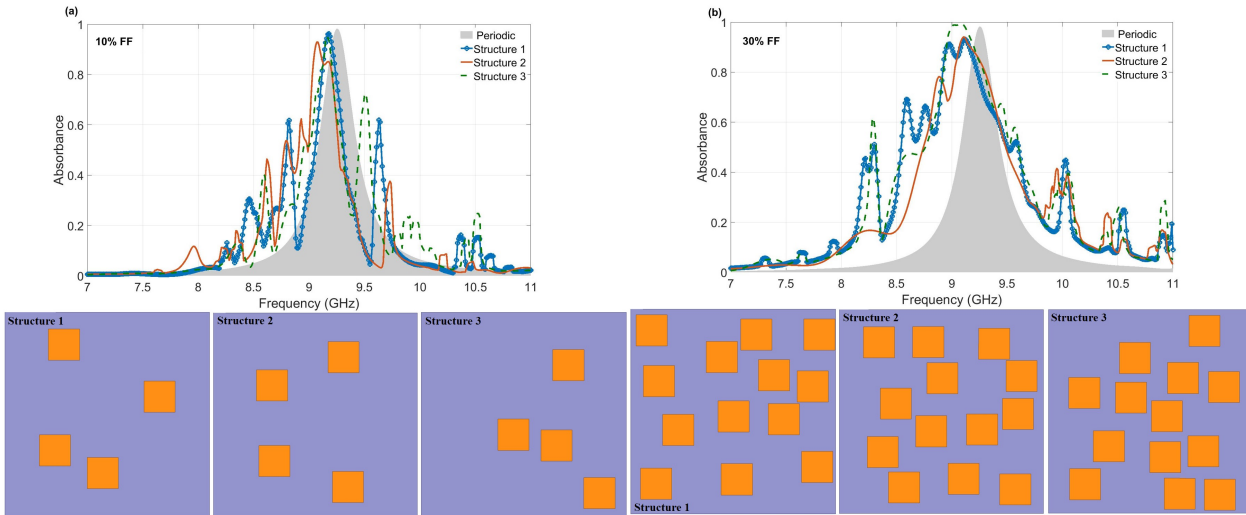 (a)
10% FF
Periodic
Structure 1
Structure 2
Structure 3
Absorbance
1
0.8
0.6
0.4
0.2
0
7 7.5 8 8.5 9 9.5 10 10.5 11
Frequency (GHz)
(b)
30% FF
Periodic
Structure 1
Structure 2
Structure 3
Absorbance
1
0.8
0.6
0.4
0.2
0
7 7.5 8 8.5 9 9.5 10 10.5 11
Frequency (GHz)
Structure 1
Structure 2
Structure 3
Structure 1
Structure 2
Structure 3